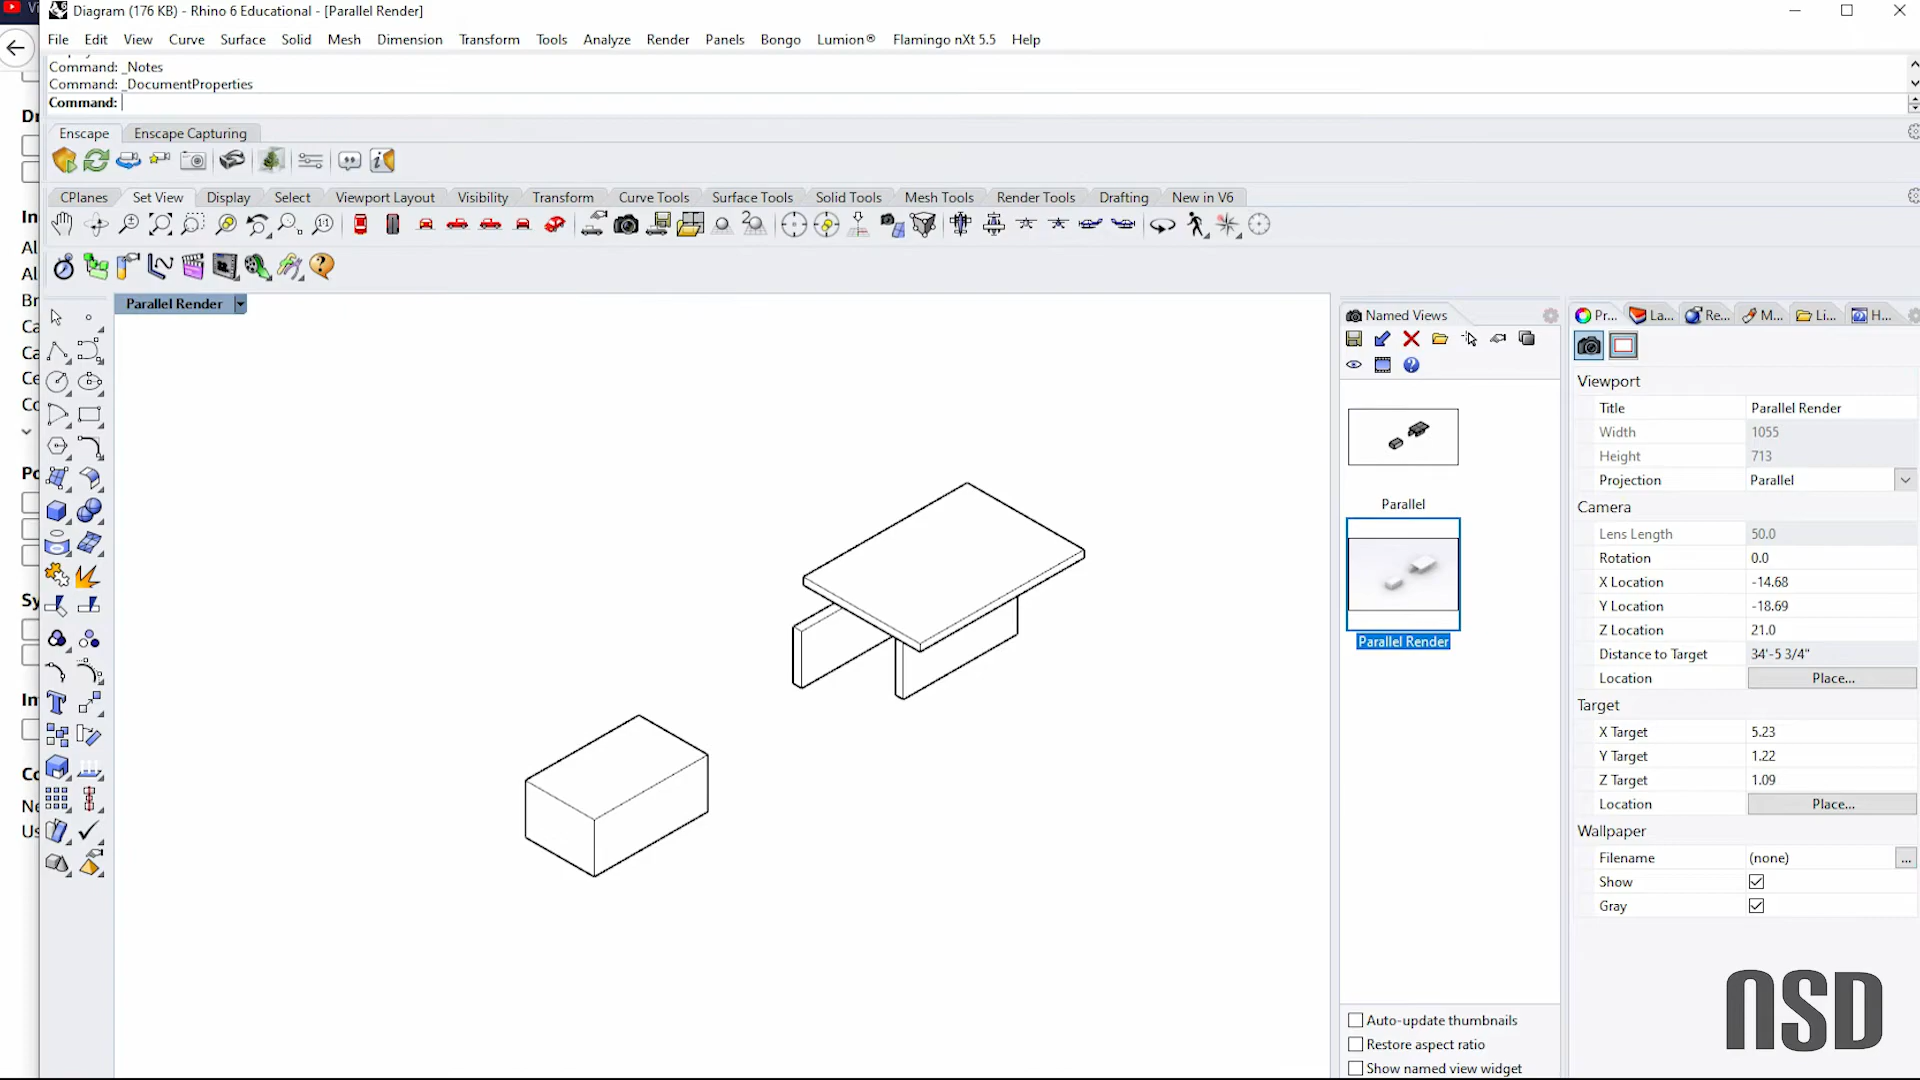 Diagram (176 KB) - Rhino 6 Educational - [Parallel Render]
File Edit View Curve Surface Solid Mesh Dimension Transform Tools Analyze Render Panels Bongo Lumion® Flamingo nXt 5.5 Help
Command: _Notes
Command: _DocumentProperties
Command:
Enscape Enscape Capturing
CPlanes Set View Display Select Viewport Layout Visibility Transform Curve Tools Surface Tools Solid Tools Mesh Tools Render Tools Drafting New in V6
Parallel Render
Named Views
Parallel
Parallel Render
Auto-update thumbnails
Restore aspect ratio
Show named view widget
Pr... La... Re... M... Li... H...
Viewport
Title Parallel Render
Width 1055
Height 713
Projection Parallel
Camera
Lens Length 50.0
Rotation 0.0
X Location -14.68
Y Location -18.69
Z Location 21.0
Distance to Target 34'-5 3/4"
Location Place...
Target
X Target 5.23
Y Target 1.22
Z Target 1.09
Location Place...
Wallpaper
Filename (none) ...
Show
Gray
NSD